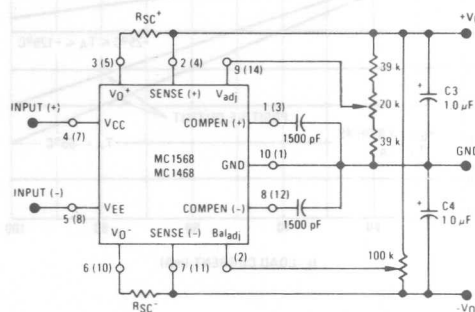 RSC+
+VO
3 (5)
2 (4)
9 (14)
39 k
VO+
SENSE (+)
Vadj
C3
1.0 µF
INPUT (+)
VCC
COMPEN (+)
1 (3)
20 k
4 (7)
1500 pF
39 k
MC1568
MC1468
GND
10 (1)
GND
INPUT (-)
VEE
COMPEN (-)
8 (12)
C4
1.0 µF
5 (8)
1500 pF
VO-
SENSE (-)
Baladj
6 (10)
7 (11)
(2)
100 k
RSC-
-VO